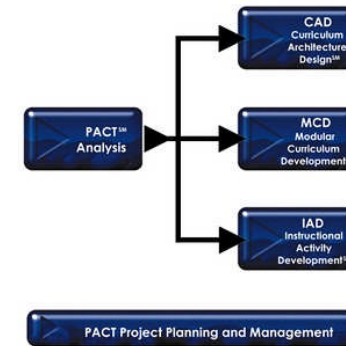 CAD
Curriculum
Architecture
Design℠
PACT℠
Analysis
MCD
Modular
Curriculum
Development
IAD
Instructional
Activity
Development
PACT Project Planning and Management